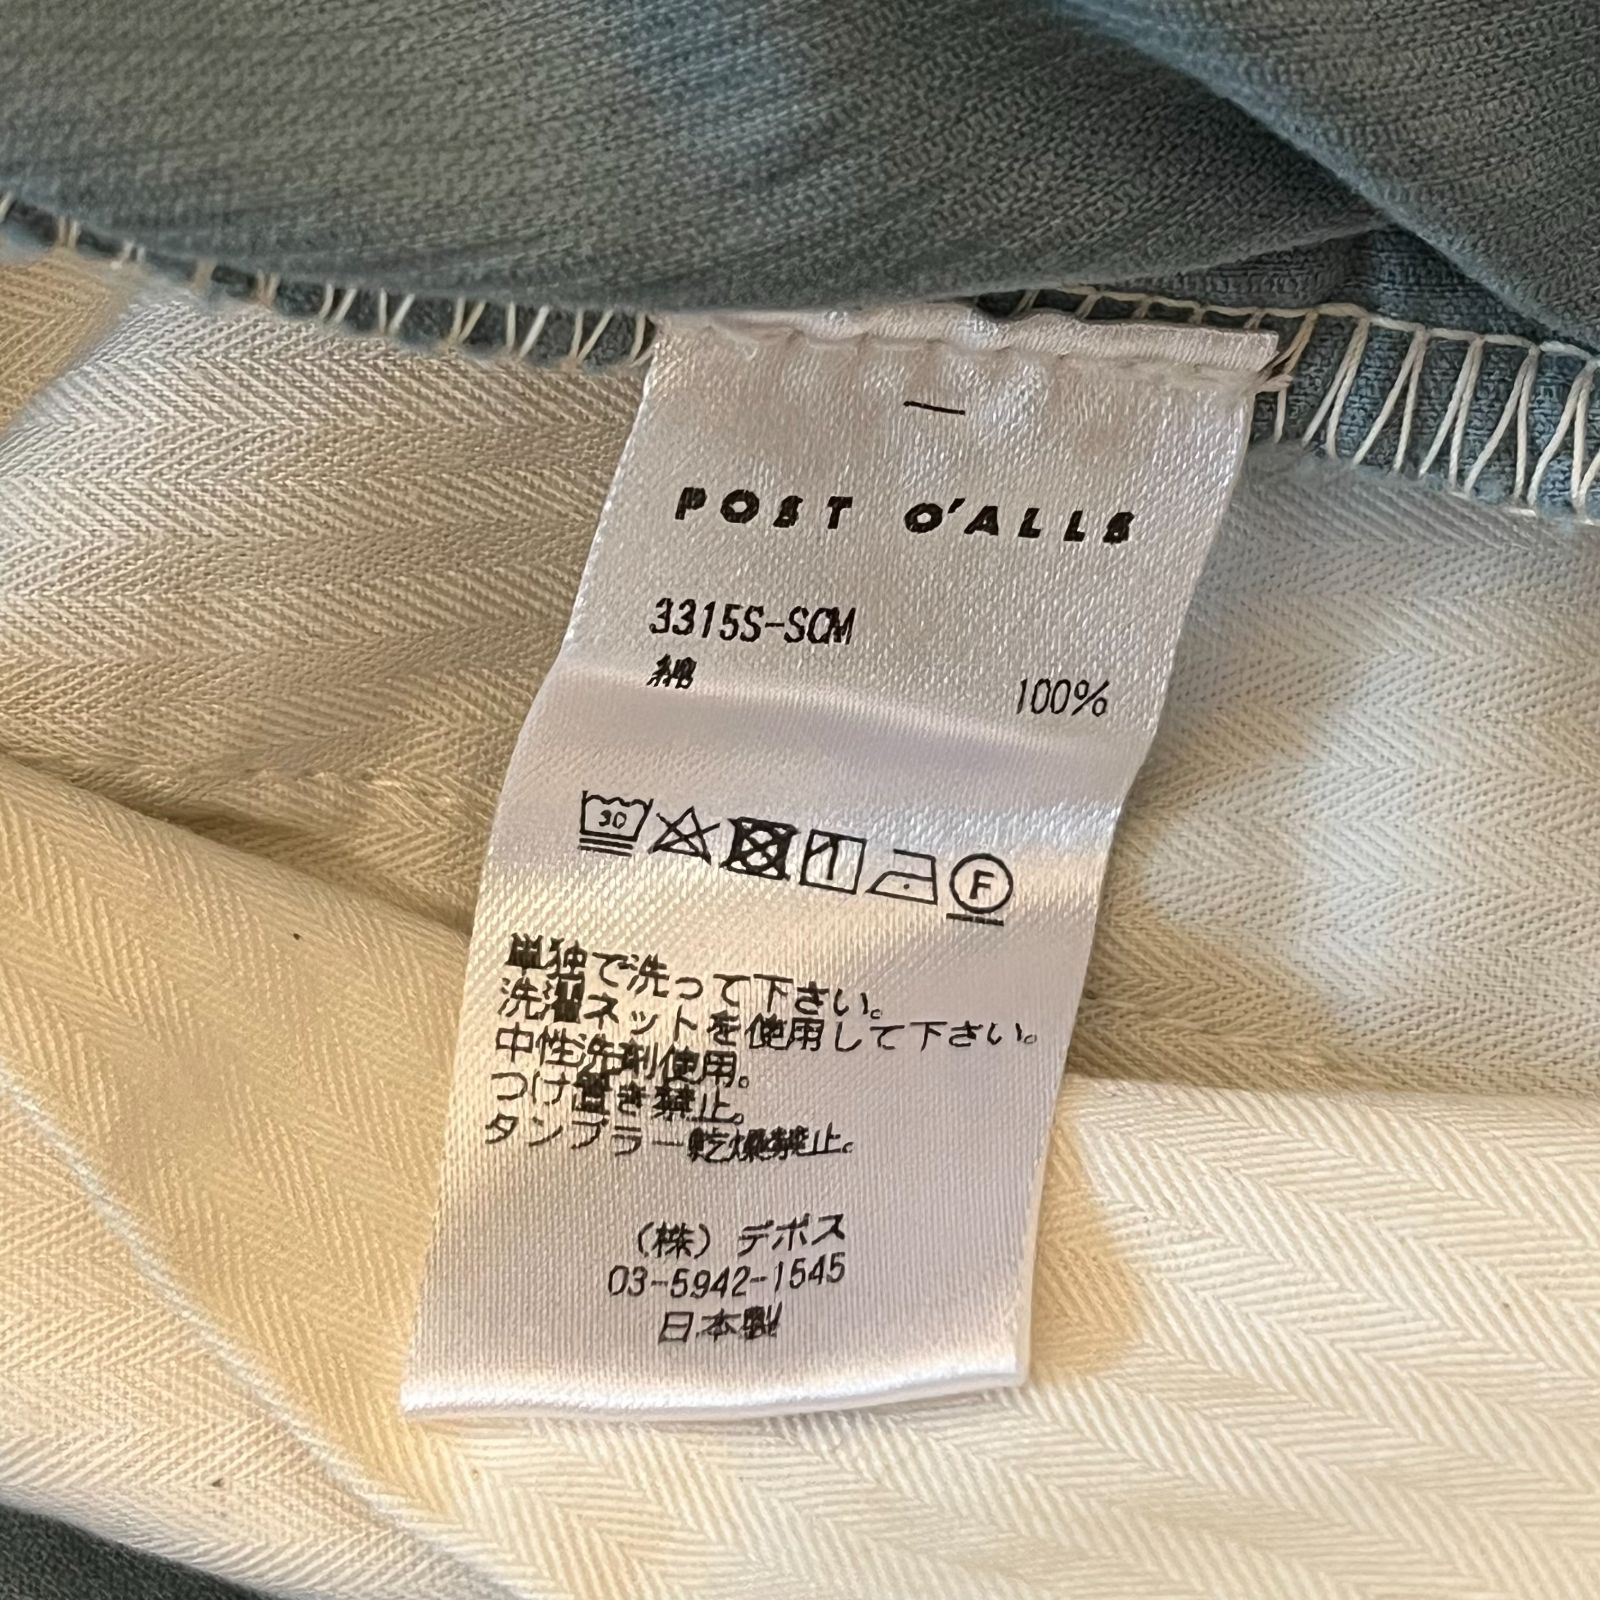 POST O'ALLS
3315S-SCM
綿 100%
30
F
単独で洗って下さい。
洗濯ネットを使用して下さい。
中性洗剤使用。
つけ置き禁止。
タンブラー乾燥禁止。
(株) デポス
03-5942-1545
日本製